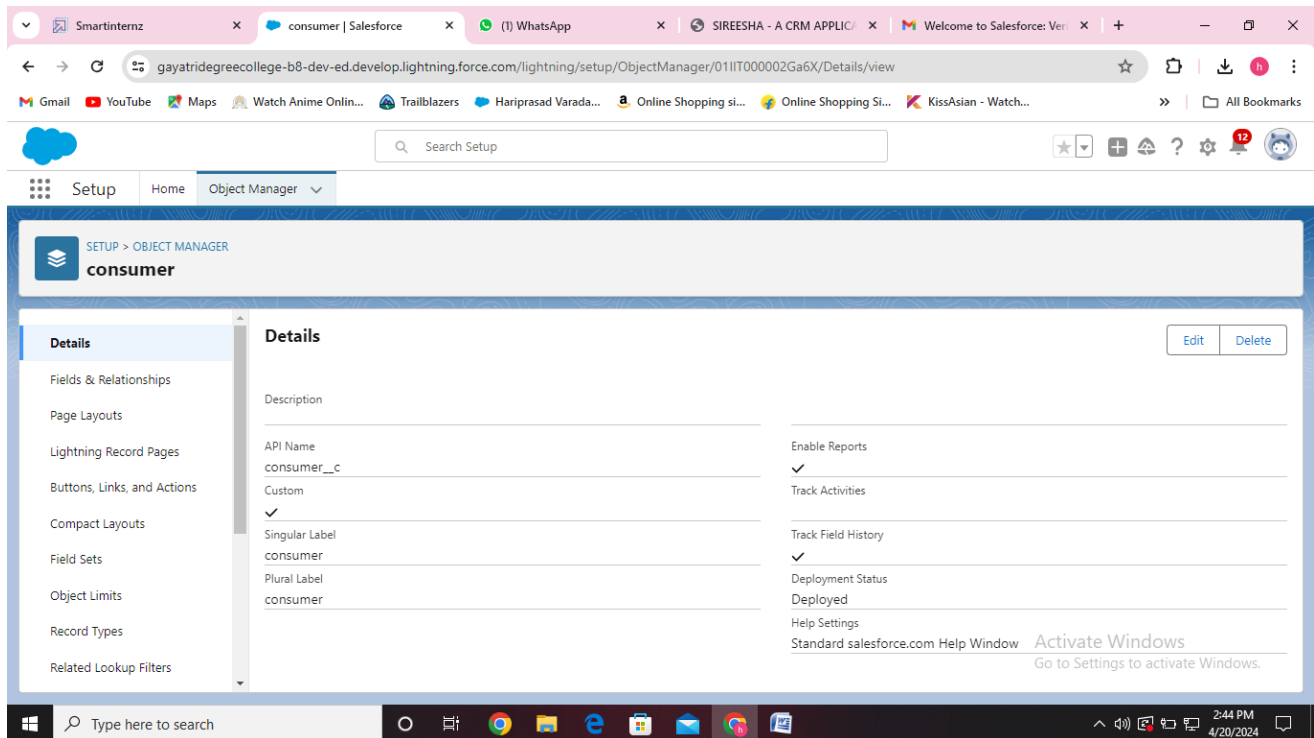 Smartinternz
consumer | Salesforce
(1) WhatsApp
SIREESHA - A CRM APPLICA
Welcome to Salesforce: Veri
gayatridegreecollege-b8-dev-ed.develop.lightning.force.com/lightning/setup/ObjectManager/01IIT000002Ga6X/Details/view
h
Gmail YouTube Maps Watch Anime Onlin... Trailblazers Hariprasad Varada... Online Shopping si... Online Shopping Si... KissAsian - Watch... » All Bookmarks
Search Setup
12
Setup Home Object Manager
SETUP > OBJECT MANAGER
consumer
Details
Fields & Relationships
Page Layouts
Lightning Record Pages
Buttons, Links, and Actions
Compact Layouts
Field Sets
Object Limits
Record Types
Related Lookup Filters
Details
Edit Delete
Description
API Name
consumer__c
Custom
Singular Label
consumer
Plural Label
consumer
Enable Reports
Track Activities
Track Field History
Deployment Status
Deployed
Help Settings
Standard salesforce.com Help Window
Activate Windows
Go to Settings to activate Windows.
Type here to search
2:44 PM
4/20/2024